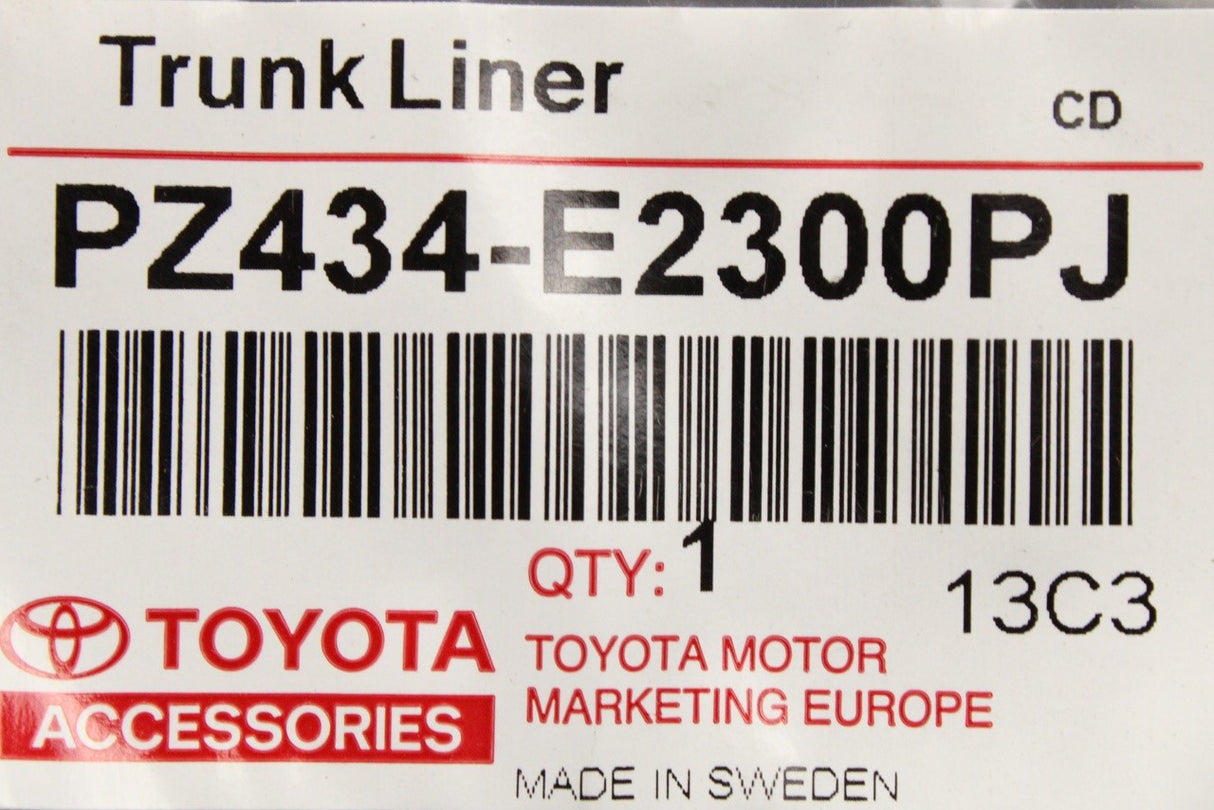 Trunk Liner
CD
PZ434-E2300PJ
QTY: 1
13C3
TOYOTA
ACCESSORIES
TOYOTA MOTOR
MARKETING EUROPE
MADE IN SWEDEN